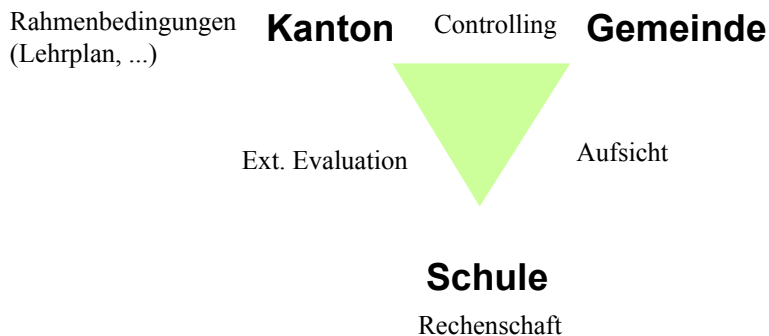 Rahmenbedingungen
(Lehrplan, ...)
Kanton
Controlling
Gemeinde
Ext. Evaluation
Aufsicht
Schule
Rechenschaft